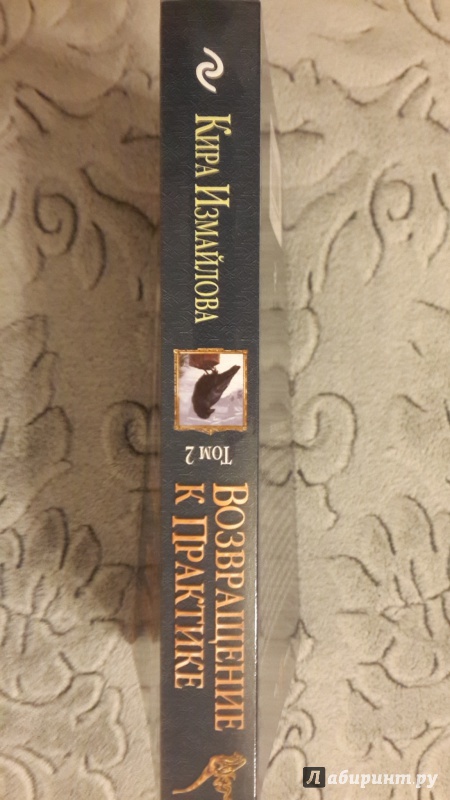 Кира Измайлова
Том 2
Возвращение
к Практике
Лабиринт.ру